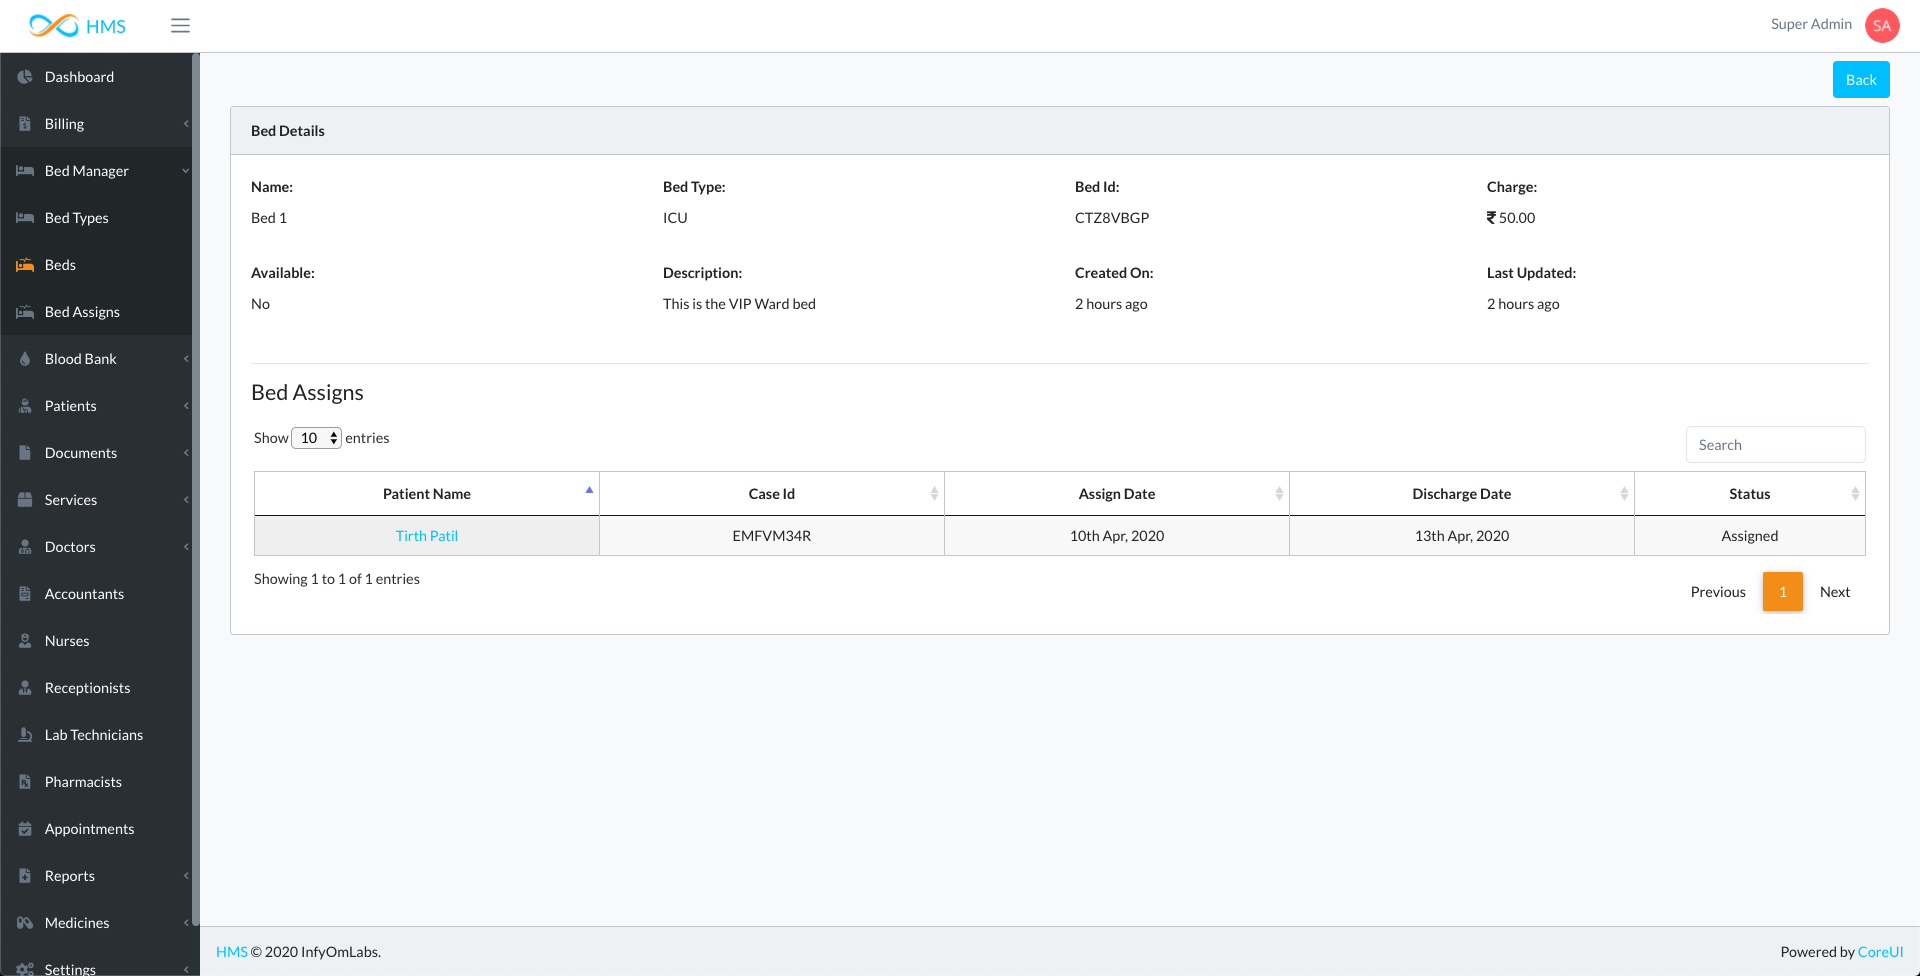 HMS
Super Admin
SA
Dashboard
Billing
Bed Manager
Bed Types
Beds
Bed Assigns
Blood Bank
Patients
Documents
Services
Doctors
Accountants
Nurses
Receptionists
Lab Technicians
Pharmacists
Appointments
Reports
Medicines
Settings
Back
Bed Details
Name: Bed Type: Bed Id: Charge:
Bed 1 ICU CTZ8VBGP ₹ 50.00
Available: Description: Created On: Last Updated:
No This is the VIP Ward bed 2 hours ago 2 hours ago
Bed Assigns
Show 10 entries
Search
Patient Name Case Id Assign Date Discharge Date Status
Tirth Patil EMFVM34R 10th Apr, 2020 13th Apr, 2020 Assigned
Showing 1 to 1 of 1 entries
Previous 1 Next
HMS © 2020 InfyOmLabs.
Powered by CoreUI